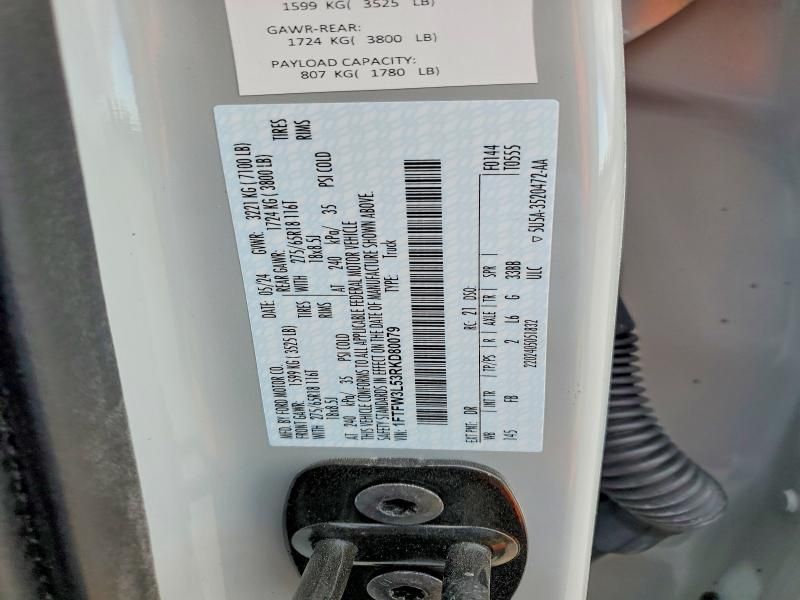 1599 KG( 3525 LB)
GAWR-REAR:
1724 KG( 3800 LB)
PAYLOAD CAPACITY:
807 KG( 1780 LB)
MFD. BY FORD MOTOR CO. DATE: 05/24 GVWR: 3221 KG (7100 LB)
FRONT GAWR: 1599 KG (3525 LB) REAR GAWR: 1724 KG (3800 LB)
WITH 275/65R18 116T TIRES WITH 275/65R18 116T TIRES
18x8.5J RIMS 18x8.5J RIMS
AT 240 kPa/ 35 PSI COLD AT 240 kPa/ 35 PSI COLD
THIS VEHICLE CONFORMS TO ALL APPLICABLE FEDERAL MOTOR VEHICLE
SAFETY STANDARDS IN EFFECT ON THE DATE OF MANUFACTURE SHOWN ABOVE.
VIN: 1FTFW3L53RKD80079 TYPE: Truck
F0144
EXT PNT: DR RC: 21 DSO: T0555
WB INT TR TP/PS R AXLE TR SPR
145 FB 2 L6 G 33BB
ULC ▽ 5U5A-3520472-AA